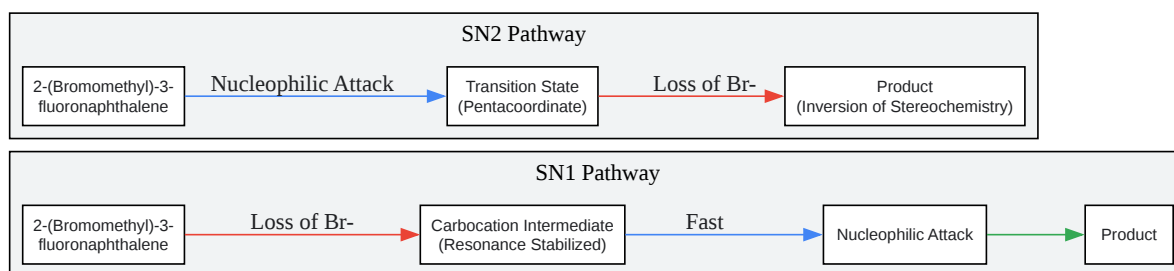 SN2 Pathway
2-(Bromomethyl)-3-
fluoronaphthalene
Nucleophilic Attack
Transition State
(Pentacoordinate)
Loss of Br-
Product
(Inversion of Stereochemistry)
SN1 Pathway
2-(Bromomethyl)-3-
fluoronaphthalene
Loss of Br-
Carbocation Intermediate
(Resonance Stabilized)
Fast
Nucleophilic Attack
Product